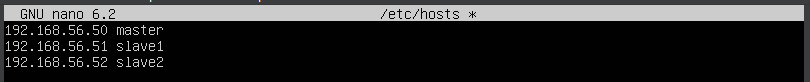 GNU nano 6.2 /etc/hosts *
192.168.56.50 master
192.168.56.51 slave1
192.168.56.52 slave2